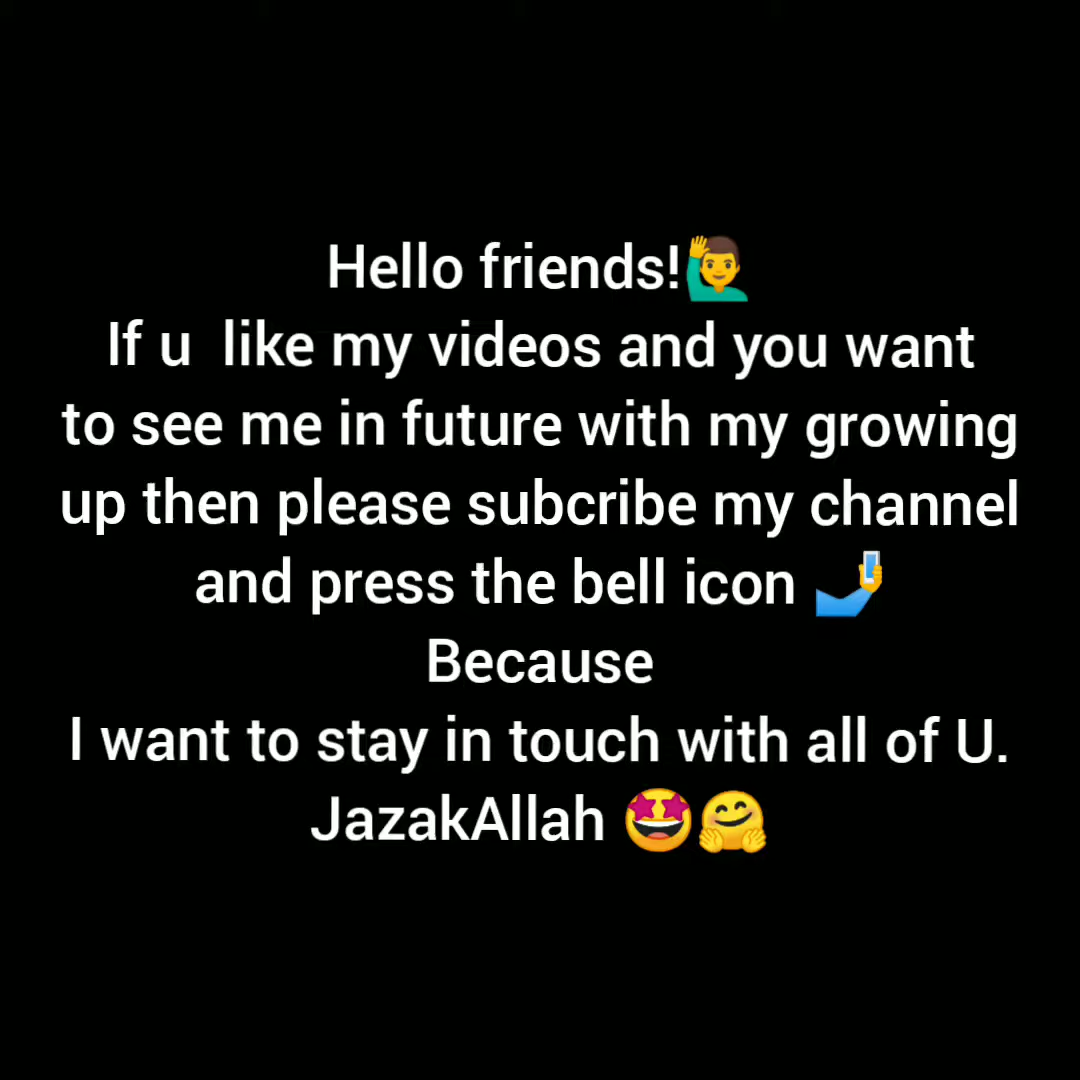 Hello friends!🙋‍♂️
If u  like my videos and you want
to see me in future with my growing
up then please subcribe my channel
and press the bell icon 🤳
Because
I want to stay in touch with all of U.
JazakAllah 🤩🤗